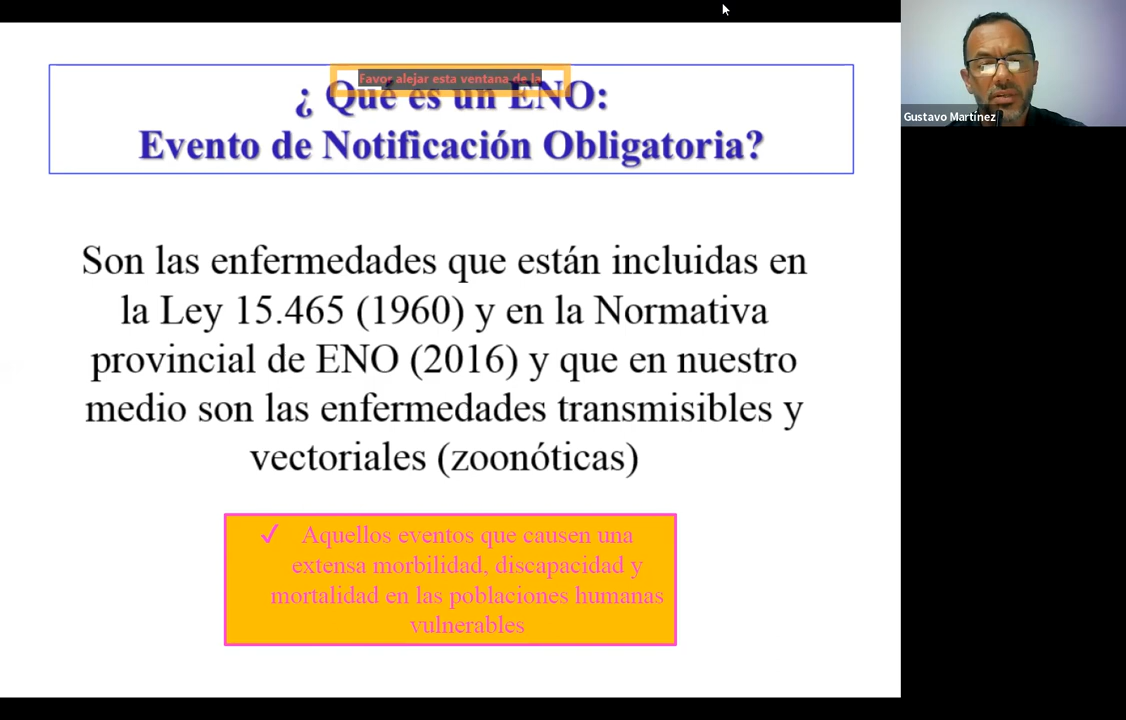 Favor alejar esta ventana de la
¿ Qué es un ENO:
Evento de Notificación Obligatoria?
Son las enfermedades que están incluidas en
la Ley 15.465 (1960) y en la Normativa
provincial de ENO (2016) y que en nuestro
medio son las enfermedades transmisibles y
vectoriales (zoonóticas)
✓ Aquellos eventos que causen una
extensa morbilidad, discapacidad y
mortalidad en las poblaciones humanas
vulnerables
Gustavo Martínez